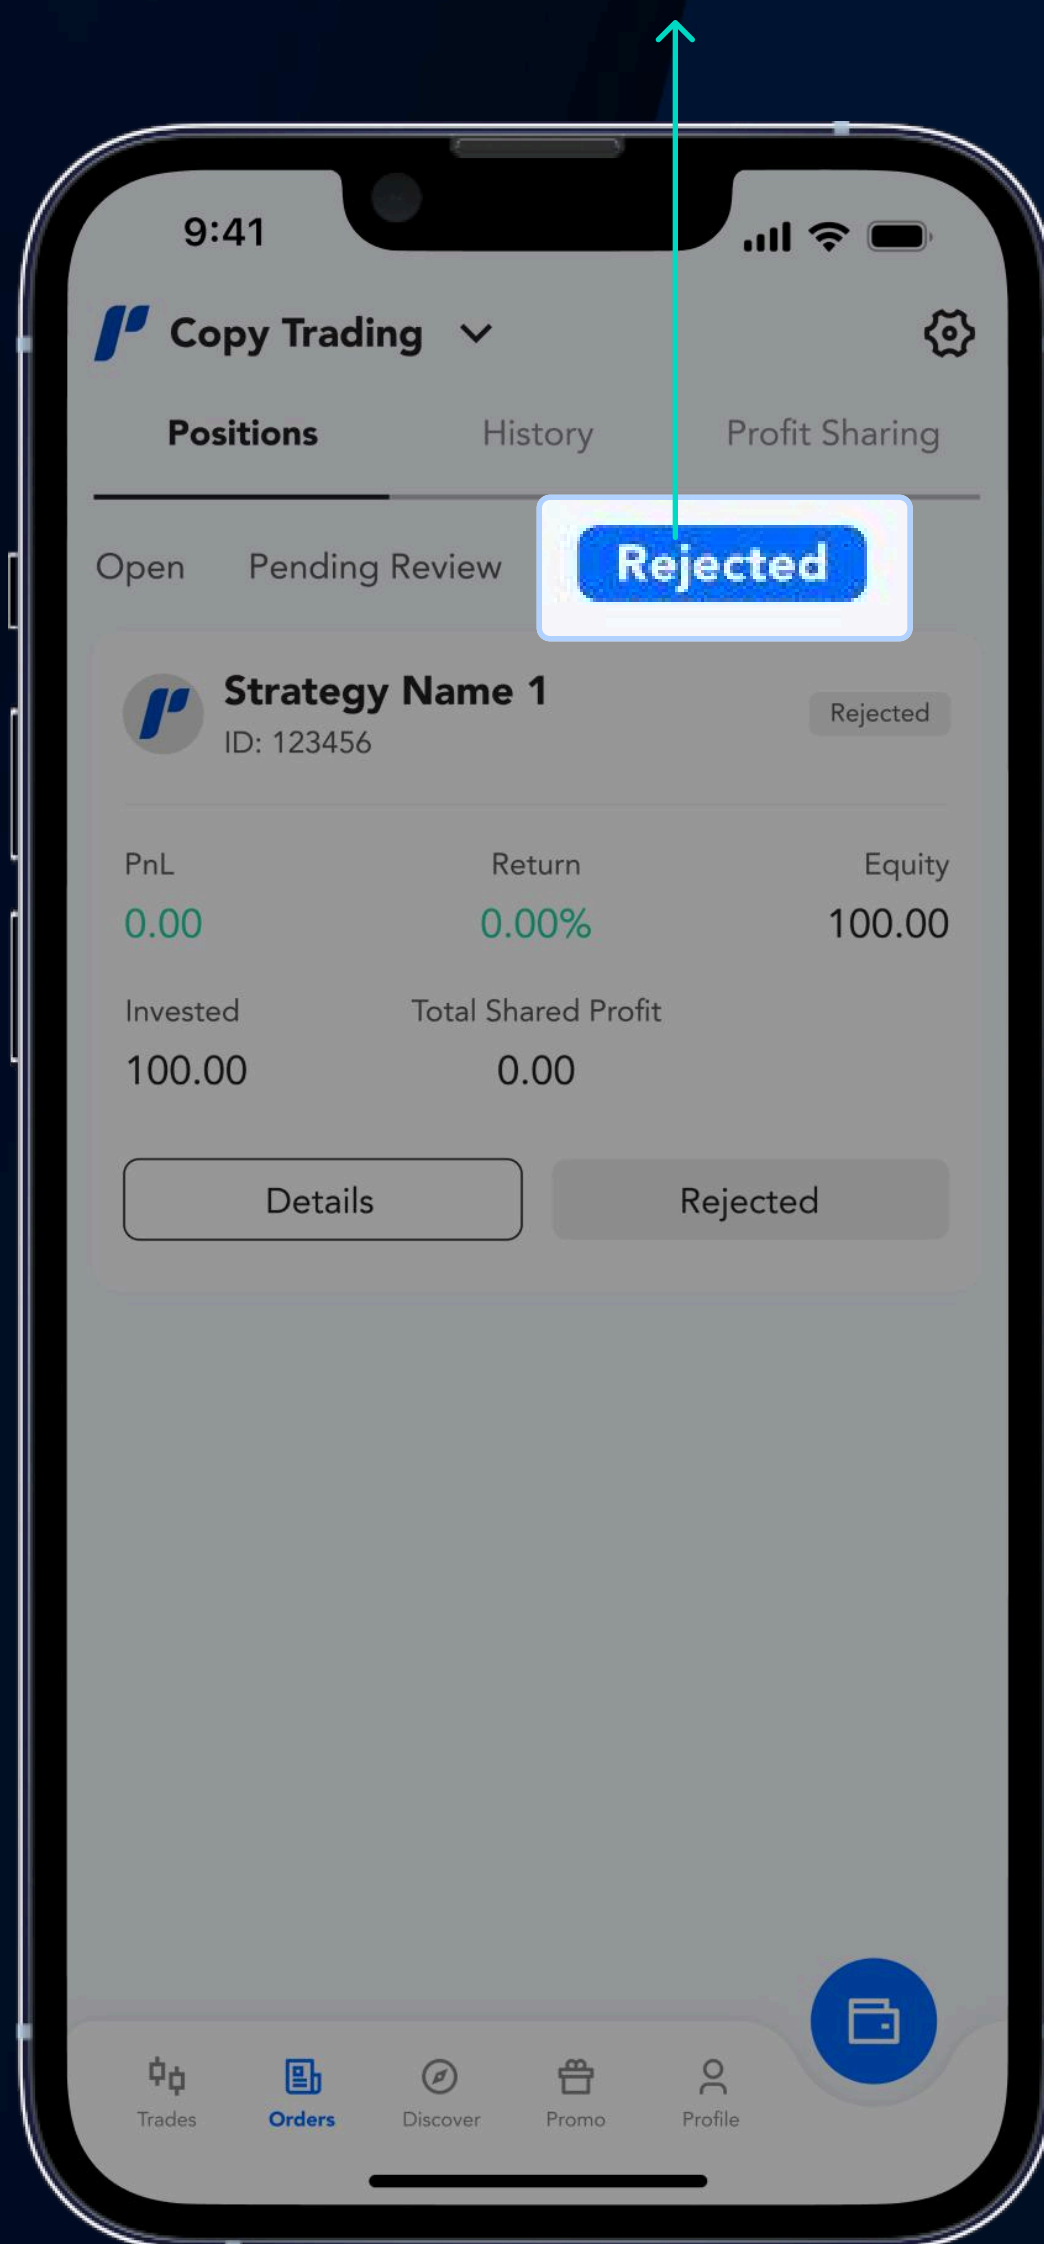 9:41
Copy Trading
Positions History Profit Sharing
Open Pending Review Rejected
Strategy Name 1
Rejected
ID: 123456
PnL Return Equity
0.00 0.00% 100.00
Invested Total Shared Profit
100.00 0.00
Details Rejected
Trades Orders Discover Promo Profile